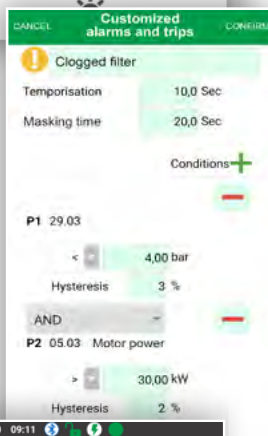 CANCEL Customized alarms and trips CONFIRM
Clogged filter
Temporisation 10,0 Sec
Masking time 20,0 Sec
Conditions
P1 29.03
< 4,00 bar
Hysteresis 3 %
AND
P2 05.03 Motor power
> 30,00 kW
Hysteresis 2 %
09:11